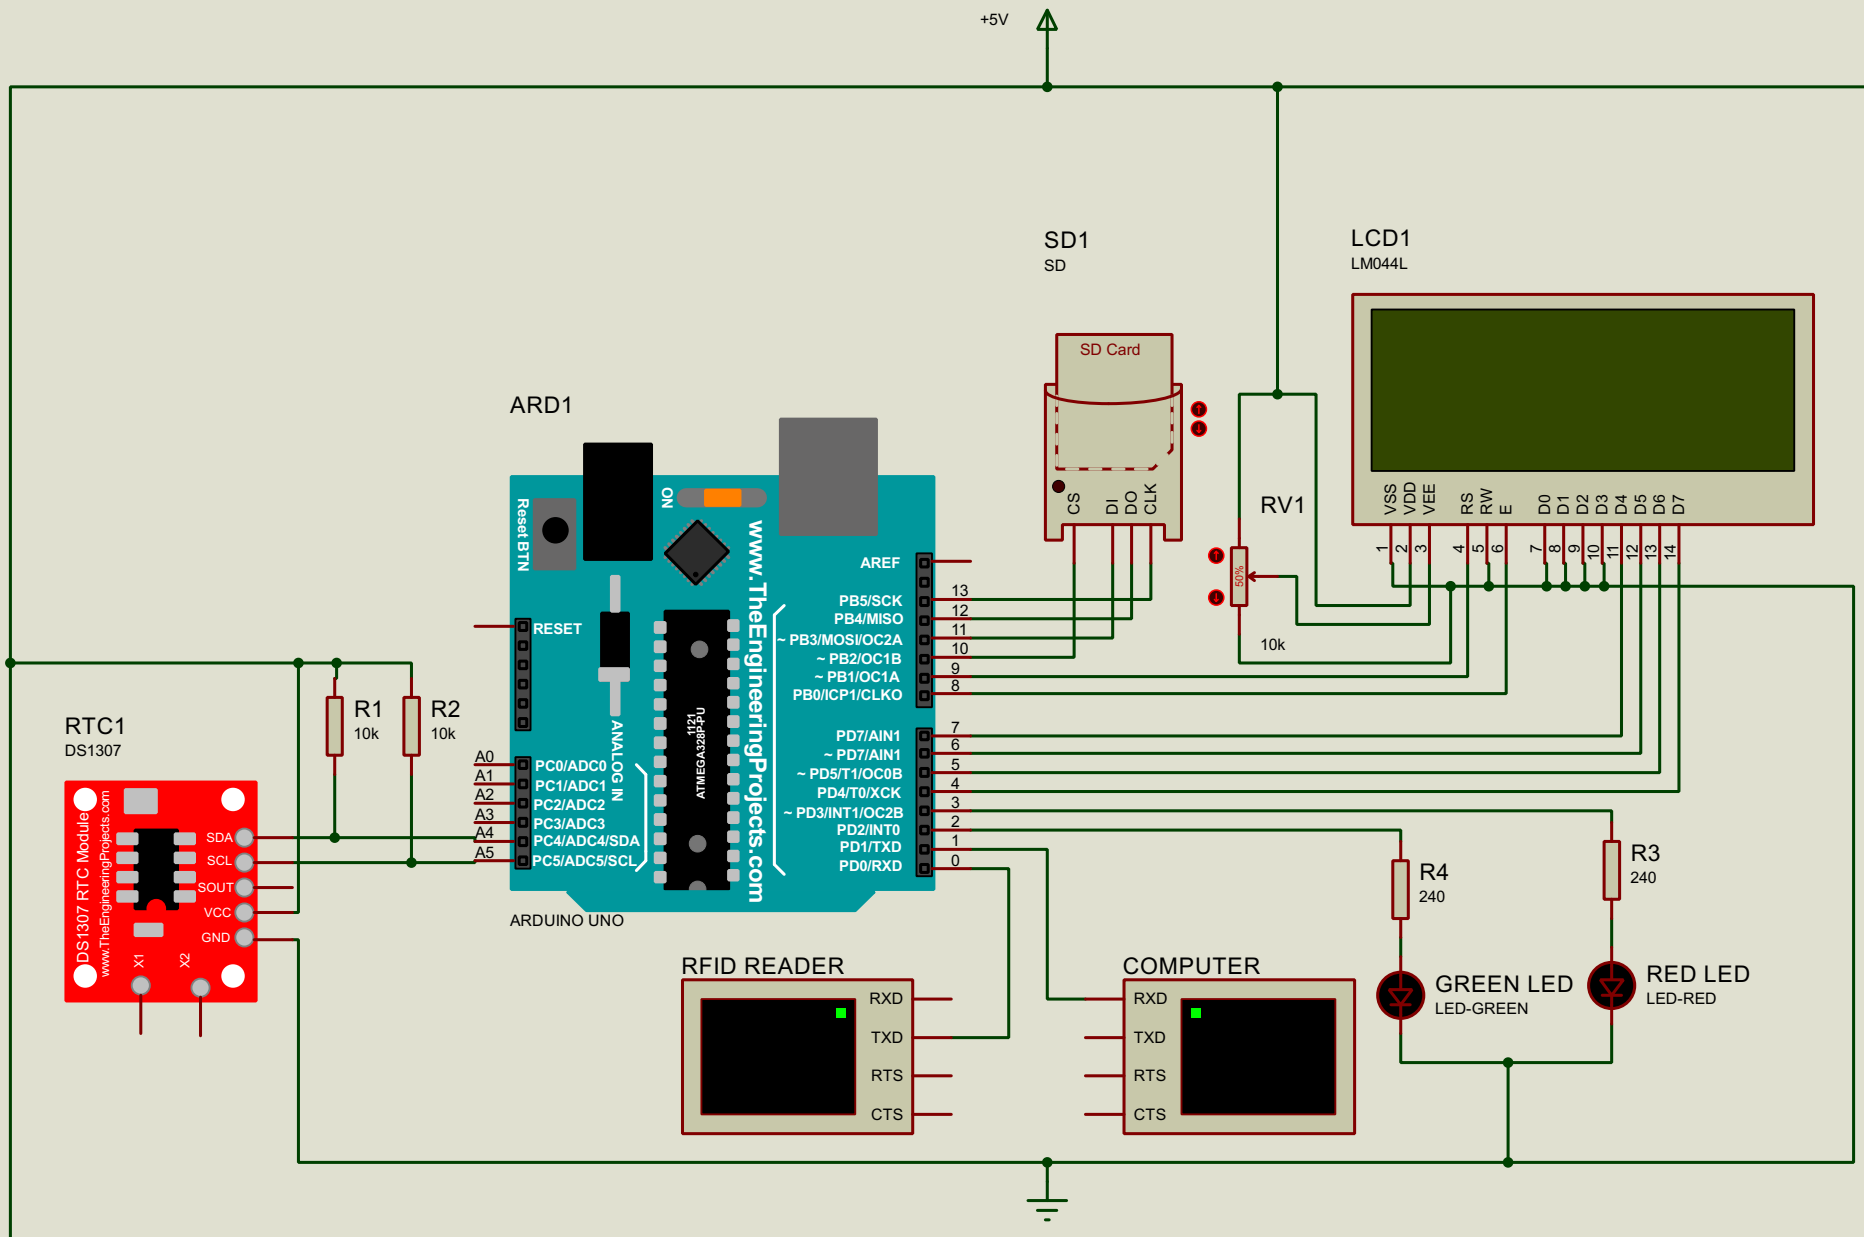 +5V
SD1
SD
LCD1
LM044L
SD Card
CS
DI
DO
CLK
RV1
50%
10k
VSS
VDD
VEE
RS
RW
E
D0
D1
D2
D3
D4
D5
D6
D7
1
2
3
4
5
6
7
8
9
10
11
12
13
14
ARD1
Reset BTN
ON
www.TheEngineeringProjects.com
RESET
ANALOG IN
1121
ATMEGA328P-PU
AREF
PB5/SCK 13
PB4/MISO 12
~ PB3/MOSI/OC2A 11
~ PB2/OC1B 10
~ PB1/OC1A 9
PB0/ICP1/CLKO 8
PD7/AIN1 7
~ PD7/AIN1 6
~ PD5/T1/OC0B 5
PD4/T0/XCK 4
~ PD3/INT1/OC2B 3
PD2/INT0 2
PD1/TXD 1
PD0/RXD 0
A0 PC0/ADC0
A1 PC1/ADC1
A2 PC2/ADC2
A3 PC3/ADC3
A4 PC4/ADC4/SDA
A5 PC5/ADC5/SCL
ARDUINO UNO
R1
10k
R2
10k
RTC1
DS1307
DS1307 RTC Module
www.TheEngineeringProjects.com
SDA
SCL
SOUT
VCC
GND
X1
X2
RFID READER
RXD
TXD
RTS
CTS
COMPUTER
RXD
TXD
RTS
CTS
R4
240
R3
240
GREEN LED
LED-GREEN
RED LED
LED-RED